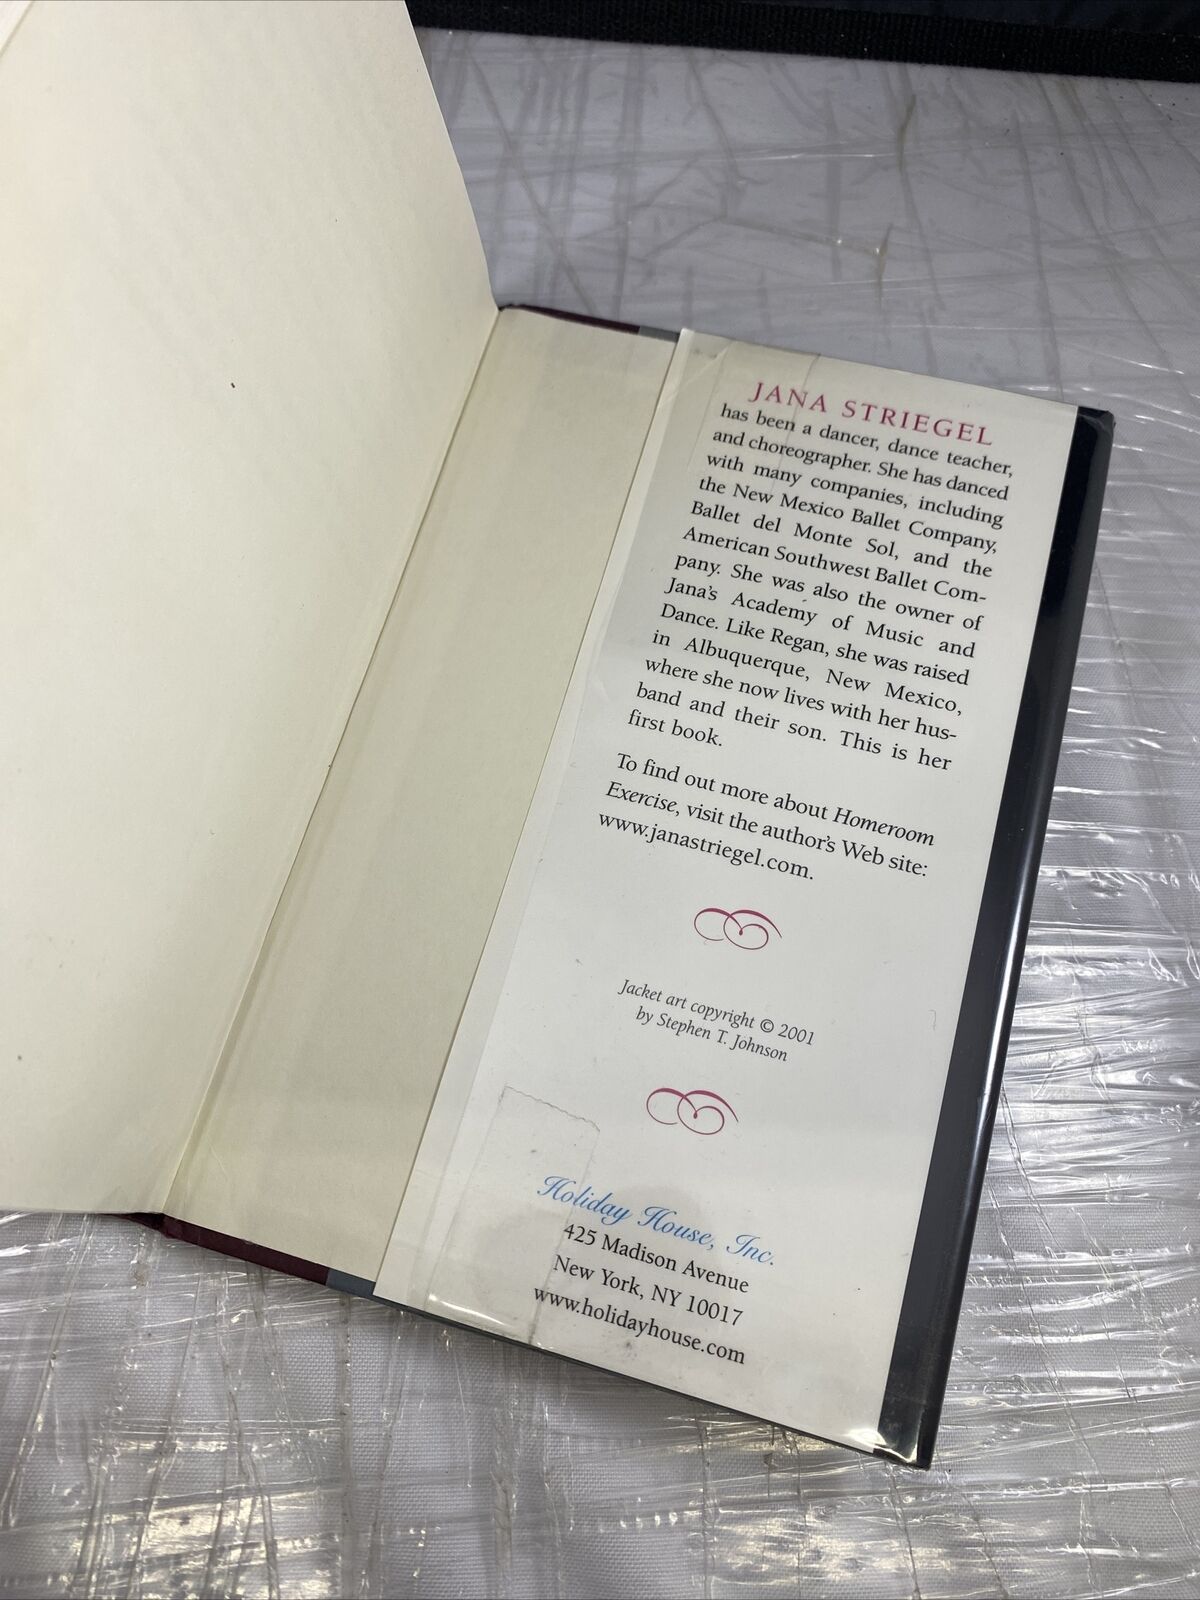 JANA STRIEGEL
has been a dancer, dance teacher,
and choreographer. She has danced
with many companies, including
the New Mexico Ballet Company,
Ballet del Monte Sol, and the
American Southwest Ballet Com-
pany. She was also the owner of
Jana's Academy of Music and
Dance. Like Regan, she was raised
in Albuquerque, New Mexico,
where she now lives with her hus-
band and their son. This is her
first book.
To find out more about Homeroom
Exercise, visit the author's Web site:
www.janastriegel.com.
Jacket art copyright © 2001
by Stephen T. Johnson
Holiday House, Inc.
425 Madison Avenue
New York, NY 10017
www.holidayhouse.com